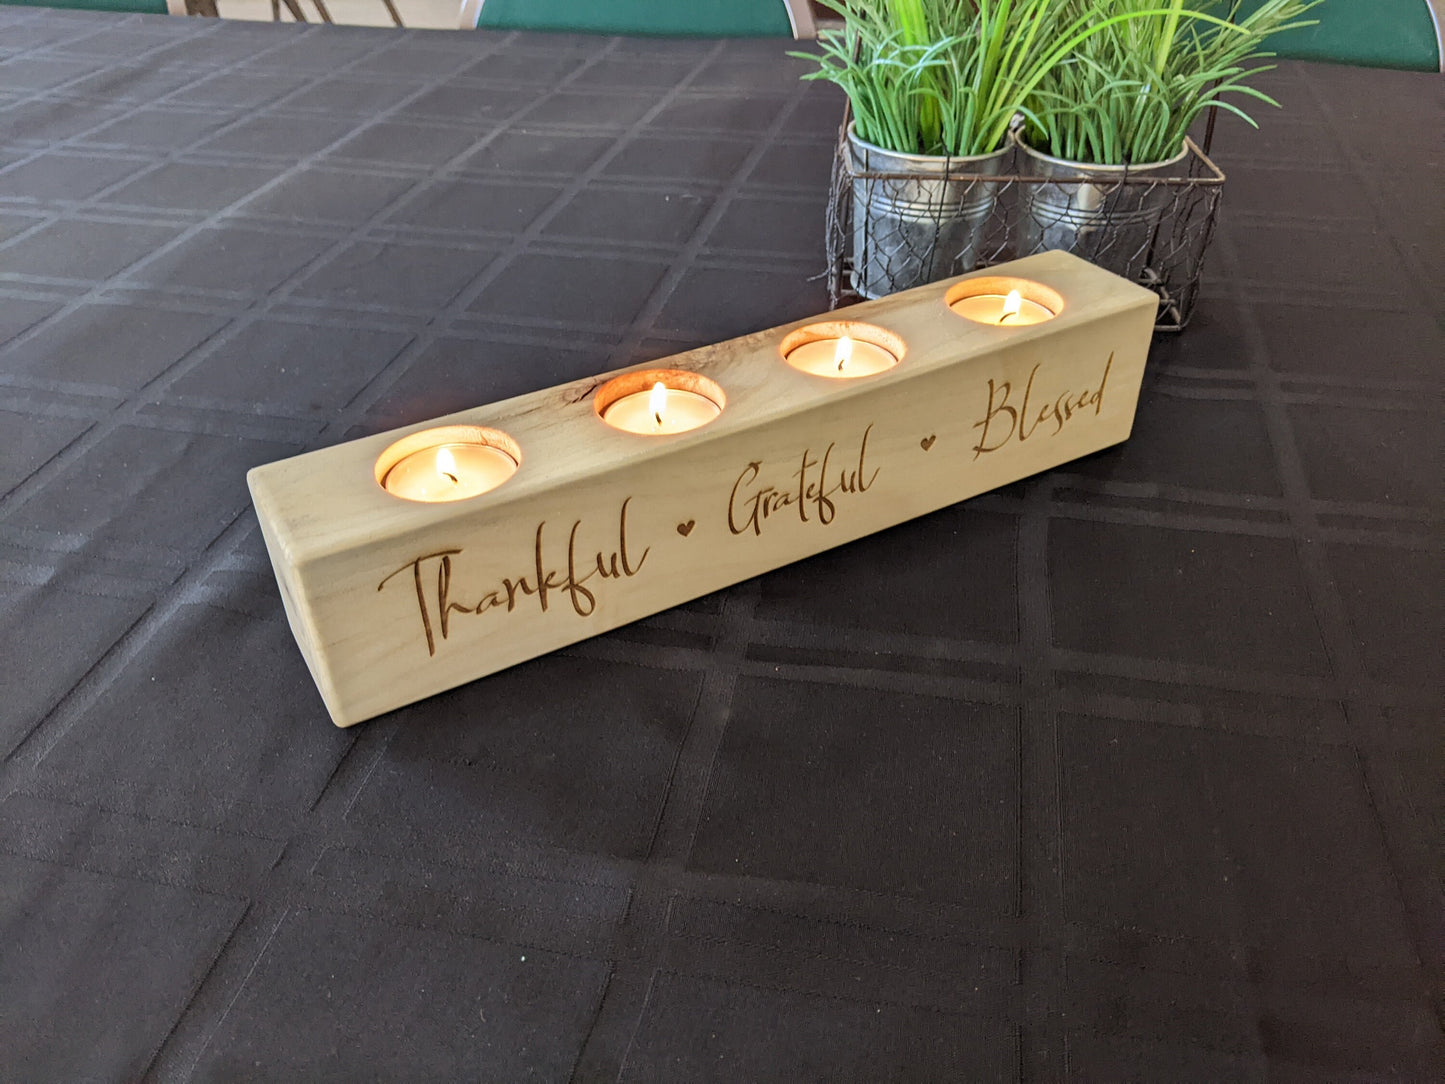 Thankful ♥ Grateful ♥ Blessed